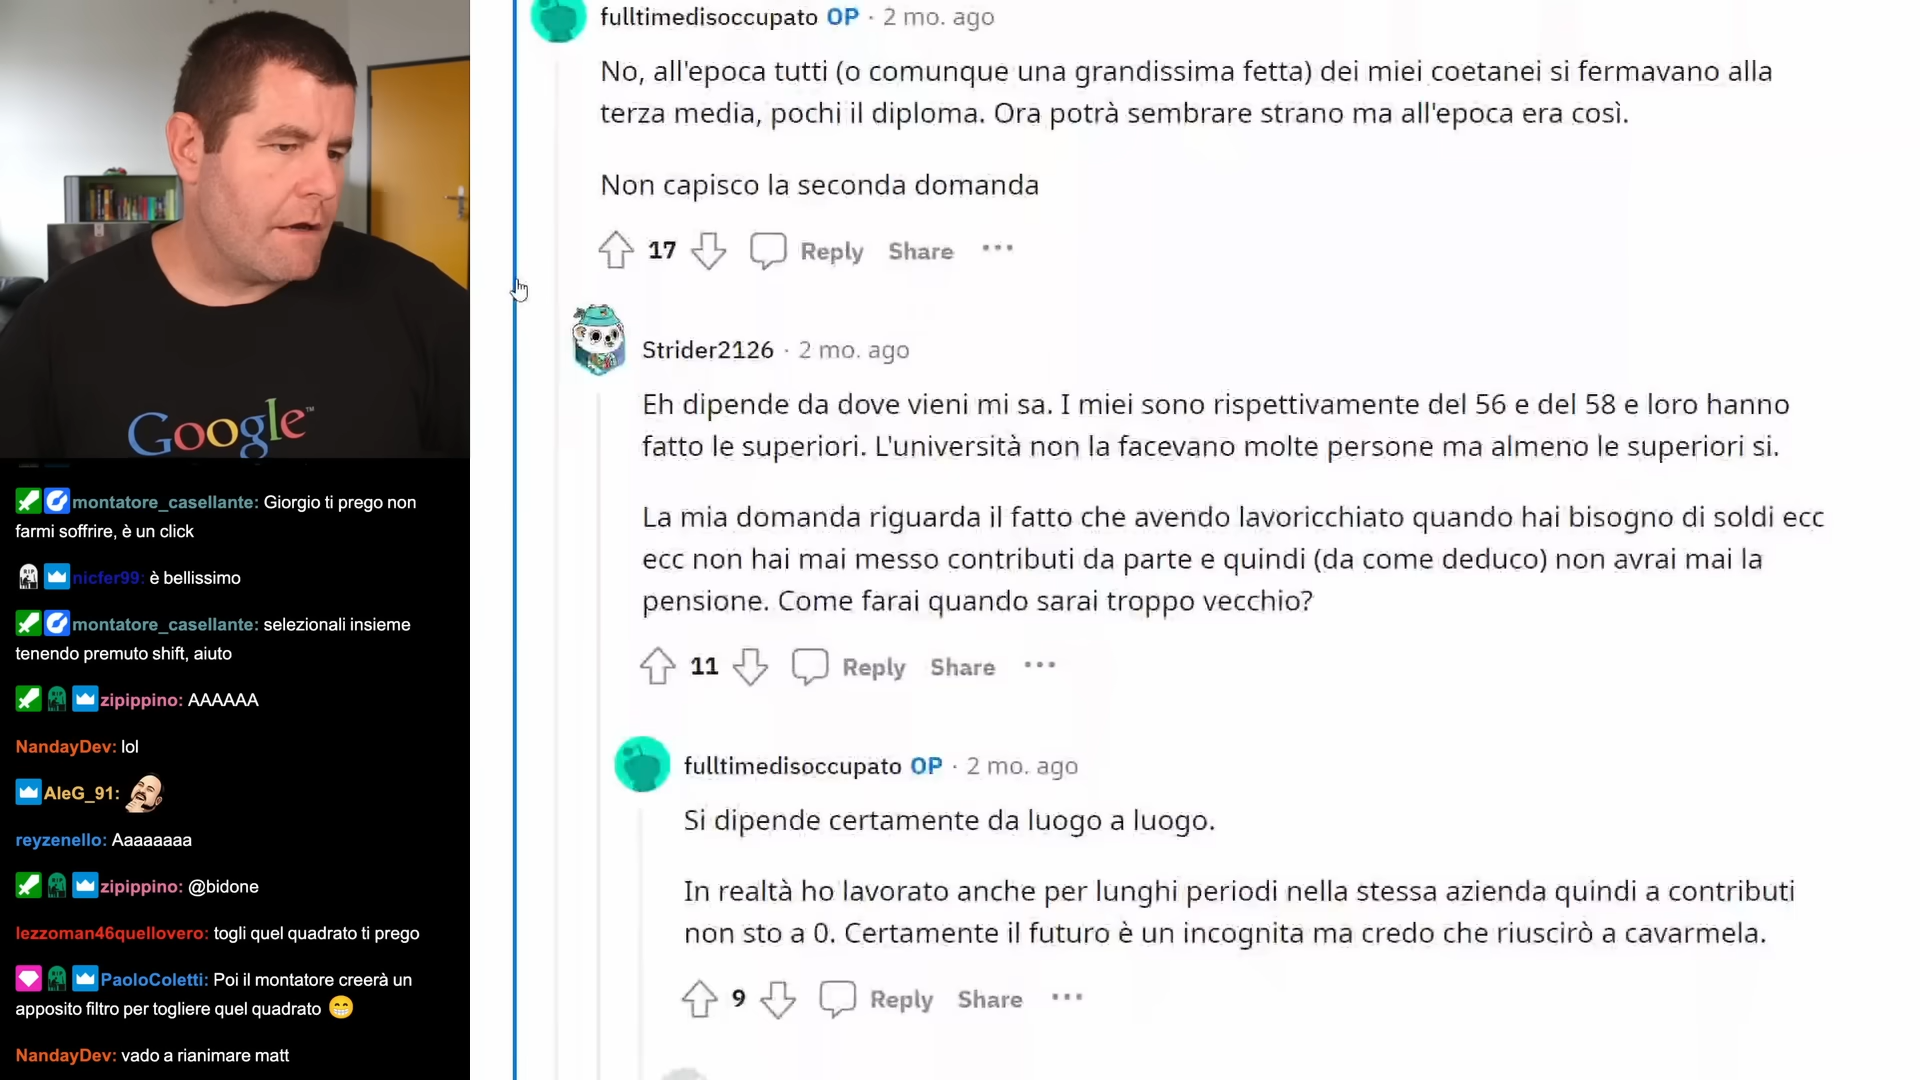 Google™
montatore_casellante: Giorgio ti prego non
farmi soffrire, è un click
nicfer99: è bellissimo
montatore_casellante: selezionali insieme
tenendo premuto shift, aiuto
zipippino: AAAAAA
NandayDev: lol
AleG_91:
reyzenello: Aaaaaaaa
zipippino: @bidone
lezzoman46quellovero: togli quel quadrato ti prego
PaoloColetti: Poi il montatore creerà un
apposito filtro per togliere quel quadrato 😁
NandayDev: vado a rianimare matt
fulltimedisoccupato OP · 2 mo. ago
No, all'epoca tutti (o comunque una grandissima fetta) dei miei coetanei si fermavano alla
terza media, pochi il diploma. Ora potrà sembrare strano ma all'epoca era così.
Non capisco la seconda domanda
17 Reply Share ···
Strider2126 · 2 mo. ago
Eh dipende da dove vieni mi sa. I miei sono rispettivamente del 56 e del 58 e loro hanno
fatto le superiori. L'università non la facevano molte persone ma almeno le superiori si.
La mia domanda riguarda il fatto che avendo lavoricchiato quando hai bisogno di soldi ecc
ecc non hai mai messo contributi da parte e quindi (da come deduco) non avrai mai la
pensione. Come farai quando sarai troppo vecchio?
11 Reply Share ···
fulltimedisoccupato OP · 2 mo. ago
Si dipende certamente da luogo a luogo.
In realtà ho lavorato anche per lunghi periodi nella stessa azienda quindi a contributi
non sto a 0. Certamente il futuro è un incognita ma credo che riuscirò a cavarmela.
9 Reply Share ···